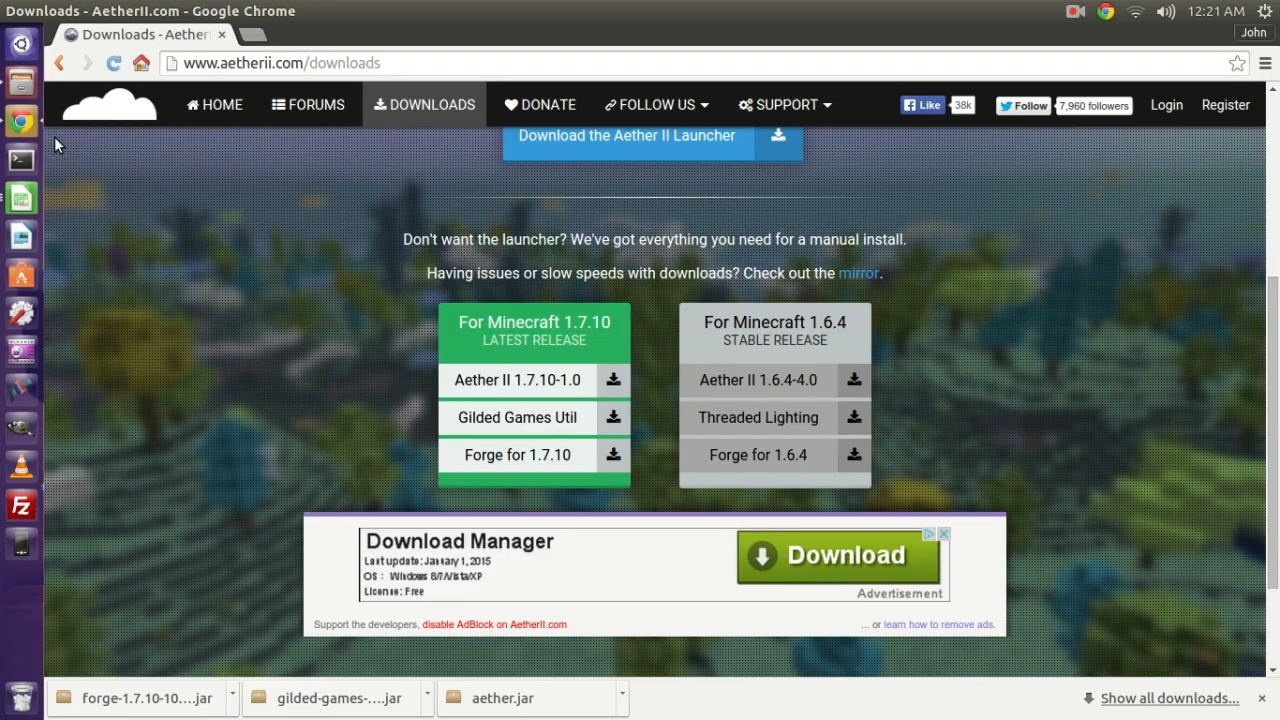 Downloads - AetherII.com - Google Chrome
12:21 AM
Downloads - Aether
John
www.aetherii.com/downloads
HOME
FORUMS
DOWNLOADS
DONATE
FOLLOW US
SUPPORT
Like
38k
Follow
7,960 followers
Login
Register
Download the Aether II Launcher
Don't want the launcher? We've got everything you need for a manual install.
Having issues or slow speeds with downloads? Check out the mirror.
For Minecraft 1.7.10
LATEST RELEASE
Aether II 1.7.10-1.0
Gilded Games Util
Forge for 1.7.10
For Minecraft 1.6.4
STABLE RELEASE
Aether II 1.6.4-4.0
Threaded Lighting
Forge for 1.6.4
Download Manager
Last update: January 1, 2015
OS : Windows 8/7/Vista/XP
License: Free
Download
Advertisement
Support the developers, disable AdBlock on AetherII.com
... or learn how to remove ads.
forge-1.7.10-10....jar
gilded-games-....jar
aether.jar
Show all downloads...